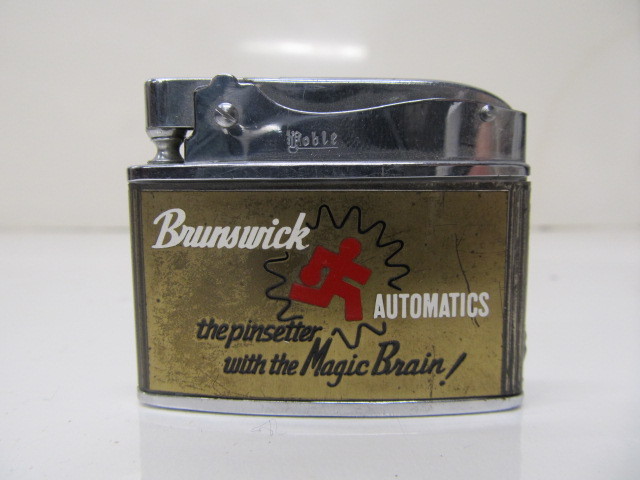 Noble
Brunswick
AUTOMATICS
the pinsetter
with the Magic Brain!